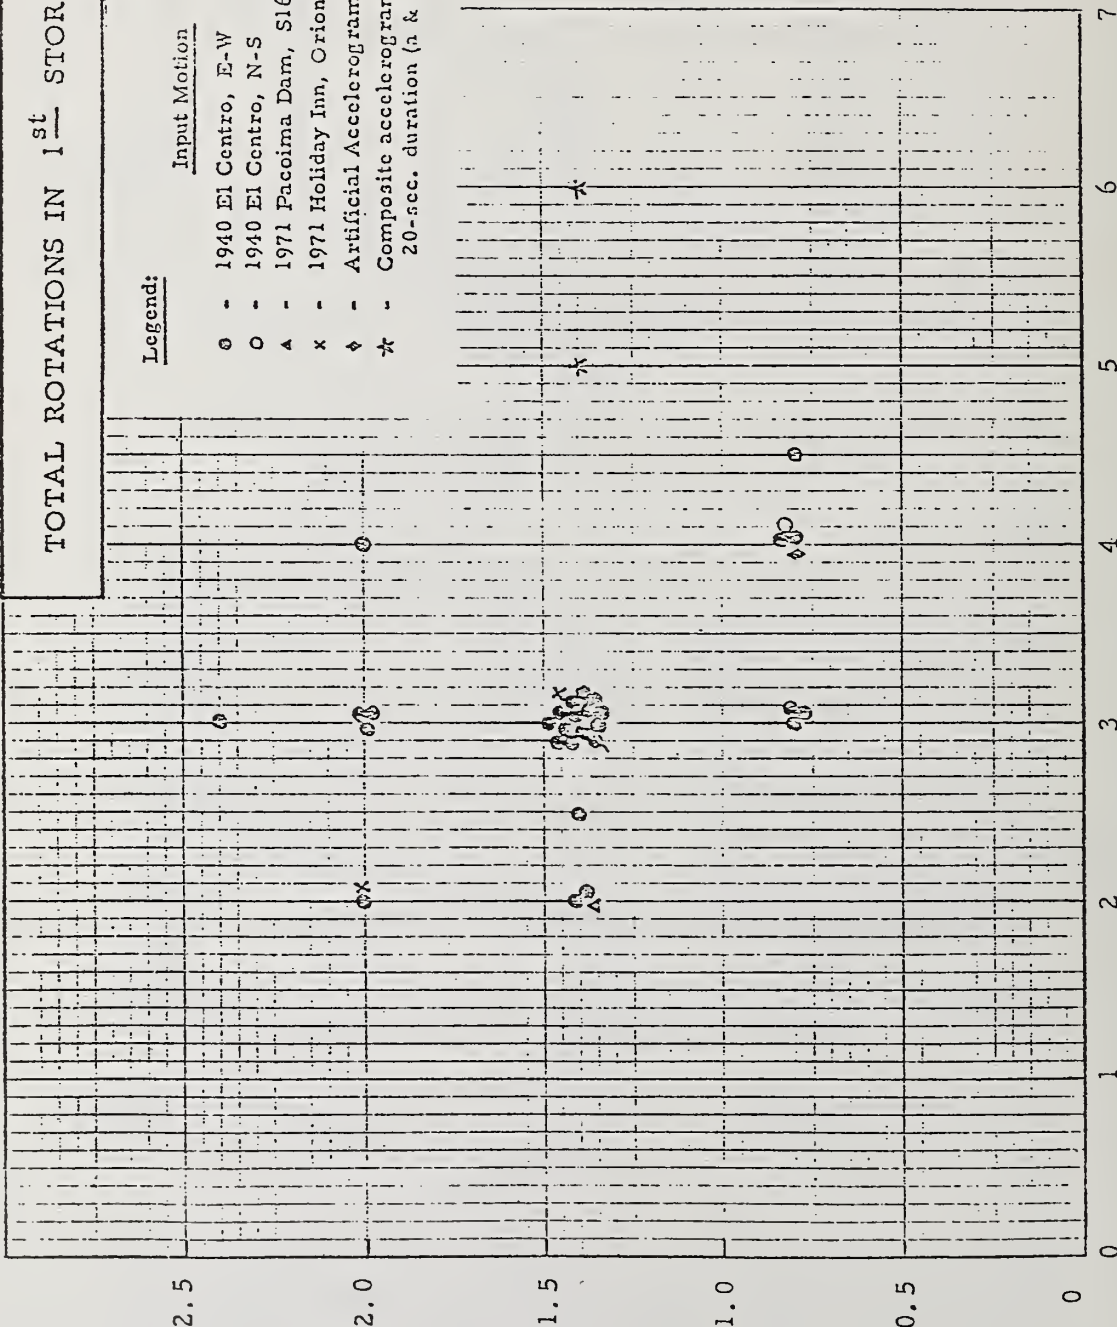 TOTAL ROTATIONS IN 1st STOR
Legend:
Input Motion
- 1940 El Centro, E-W
- 1940 El Centro, N-S
- 1971 Pacoima Dam, S16
x - 1971 Holiday Inn, Orion
- Artificial Accelerogram
- Composite accelerogram
20-sec. duration (a &
2.5
2.0
1.5
1.0
0.5
0
0
1
2
3
4
5
6
7